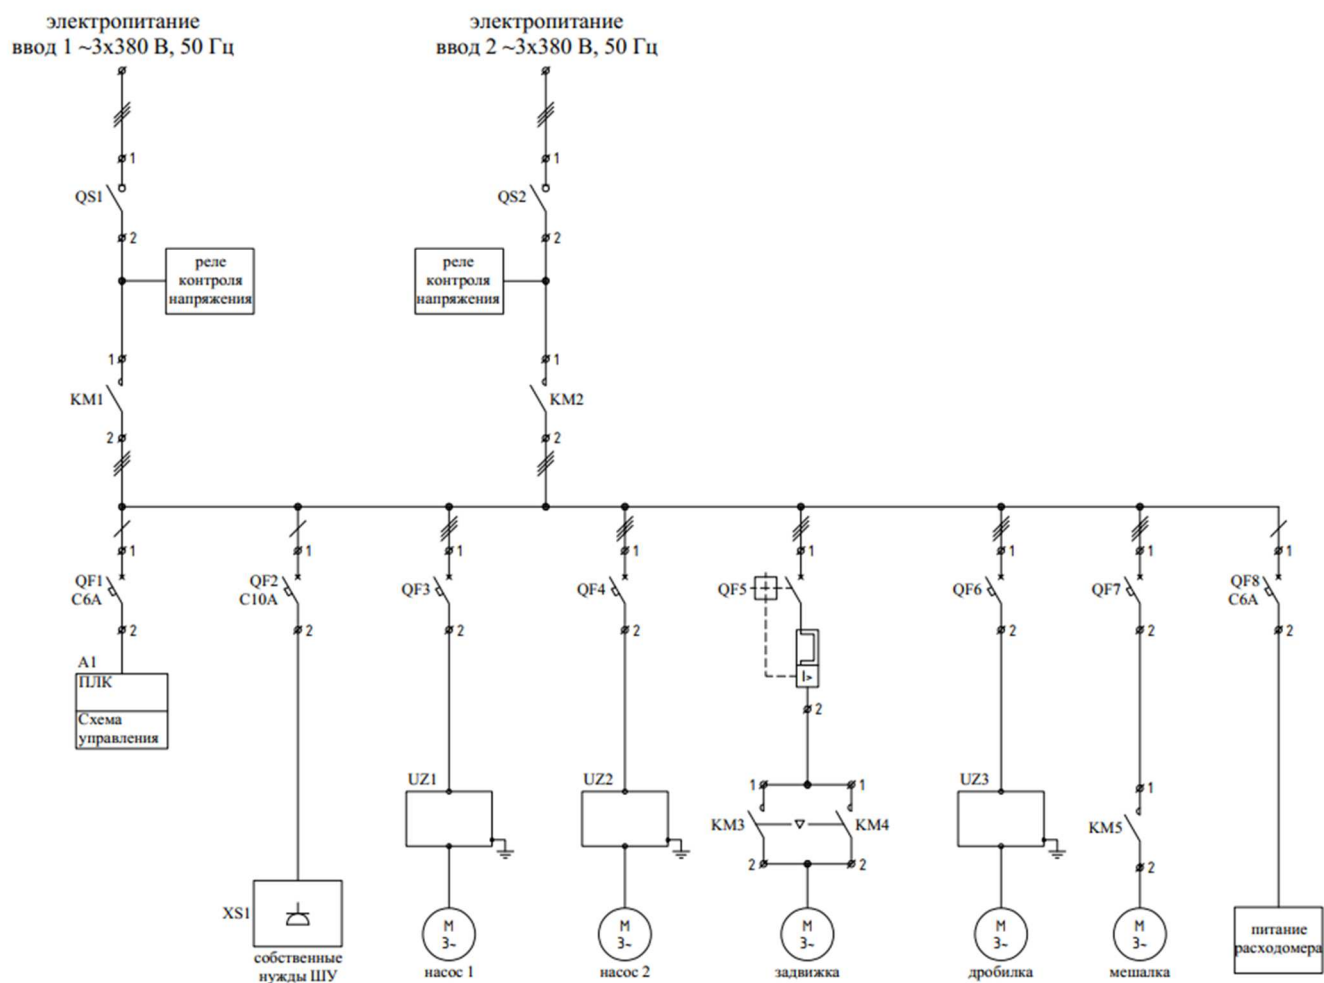 электропитание
ввод 1 ~3х380 В, 50 Гц
электропитание
ввод 2 ~3х380 В, 50 Гц
1
1
QS1
QS2
2
2
реле
контроля
напряжения
реле
контроля
напряжения
1
1
KM1
KM2
2
2
1
1
1
1
1
1
1
1
QF1
C6A
QF2
C10A
QF3
QF4
QF5
QF6
QF7
QF8
C6A
2
2
2
2
I>
2
2
2
2
A1
ПЛК
Схема
управления
UZ1
UZ2
1
1
UZ3
1
KM3
KM4
KM5
2
2
2
XS1
M
3~
M
3~
M
3~
M
3~
M
3~
питание
расходомера
собственные
нужды ШУ
насос 1
насос 2
задвижка
дробилка
мешалка